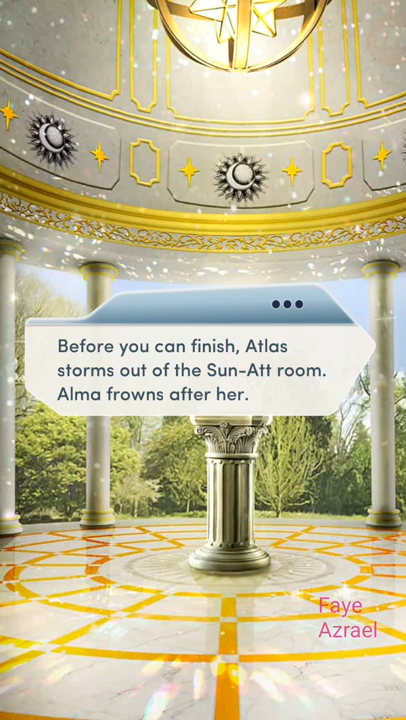 Before you can finish, Atlas
storms out of the Sun-Att room.
Alma frowns after her.
Faye
Azrael